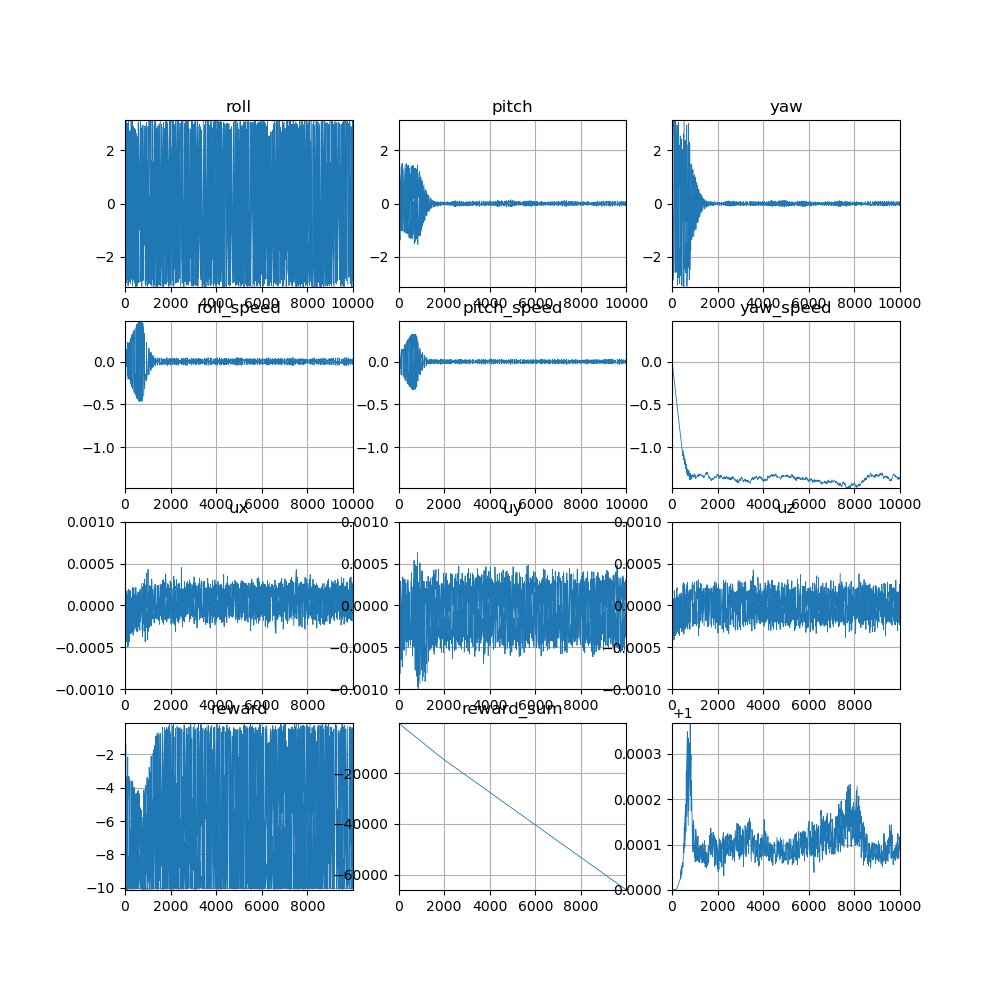 roll pitch yaw
2 2 2
0 0 0
−2 −2 −2
0 2000 4000 6000 8000 10000 0 2000 4000 6000 8000 10000 0 2000 4000 6000 8000 10000
roll_speed pitch_speed yaw_speed
0.0 0.0 0.0
−0.5 −0.5 −0.5
−1.0 −1.0 −1.0
0 2000 4000 6000 8000 10000 0 2000 4000 6000 8000 10000 0 2000 4000 6000 8000 10000
ux uy uz
0.0010 0.0010 0.0010
0.0005 0.0005 0.0005
0.0000 0.0000 0.0000
−0.0005 −0.0005 −0.0005
−0.0010 −0.0010 −0.0010
0 2000 4000 6000 8000 0 2000 4000 6000 8000 0 2000 4000 6000 8000
reward reward_sum +1
−2 0.0003
−4 −20000 0.0002
−6 −40000 0.0001
−8 −60000 0.0000
−10
0 2000 4000 6000 8000 0 2000 4000 6000 8000 0 2000 4000 6000 8000 10000